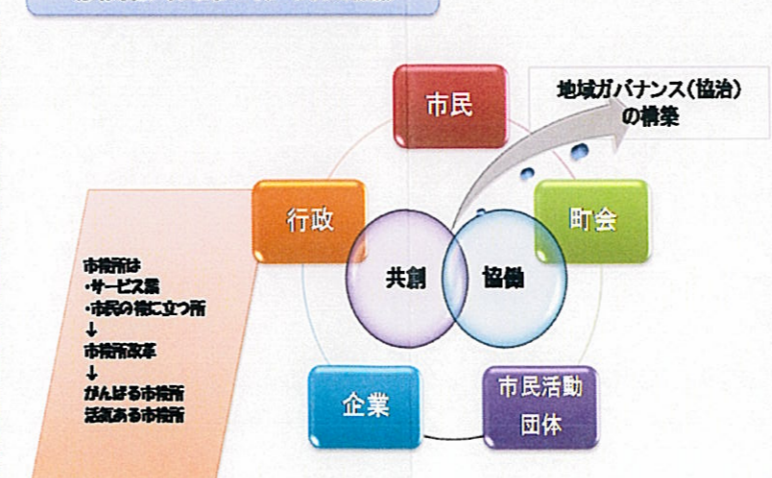 市民
地域ガバナンス(協治)
の構築
行政
町会
共創
協働
市役所は
・サービス業
・市民の役に立つ所
↓
市役所改革
↓
がんばる市役所
活気ある市役所
企業
市民活動
団体